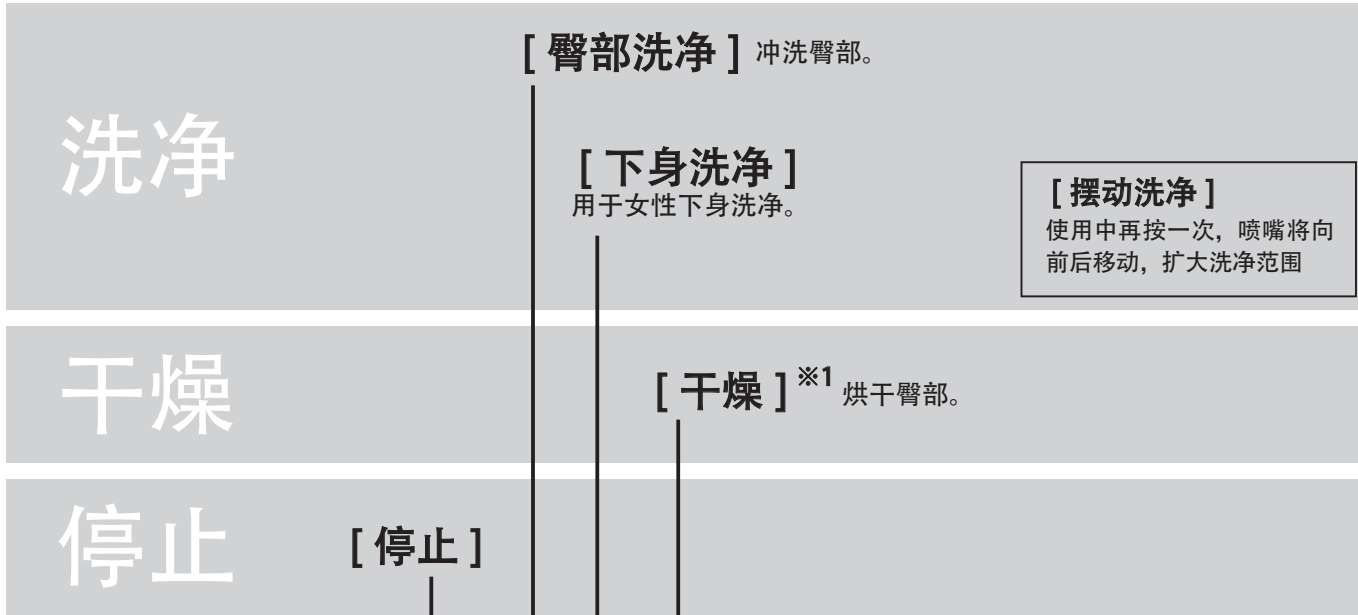 洗净
[ 臀部洗净 ] 冲洗臀部。
[ 下身洗净 ]
用于女性下身洗净。
[ 摆动洗净 ]
使用中再按一次，喷嘴将向
前后移动，扩大洗净范围
干燥
[ 干燥 ]※1 烘干臀部。
停止
[ 停止 ]